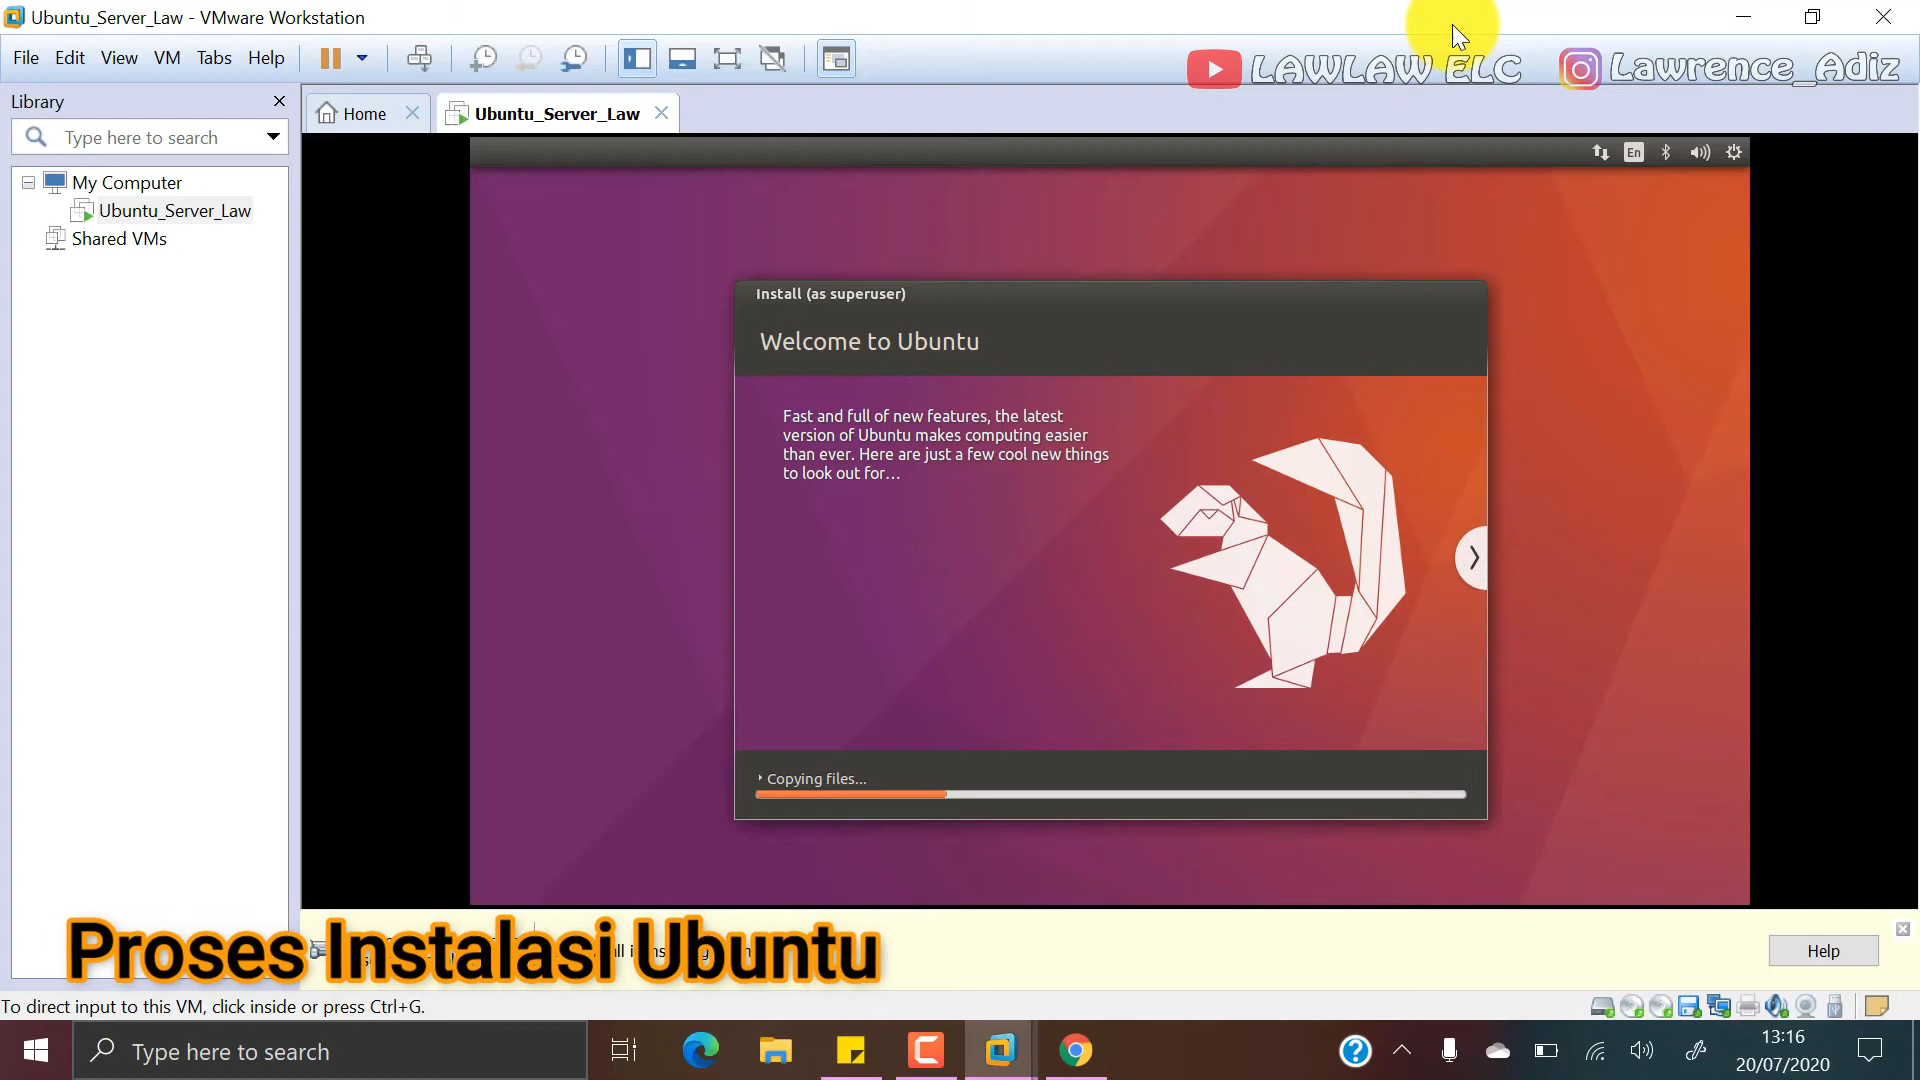 Ubuntu_Server_Law - VMware Workstation
File Edit View VM Tabs Help
LAWLAW ELC
Lawrence_Adiz
Library
Home
Ubuntu_Server_Law
Type here to search
En
My Computer
Ubuntu_Server_Law
Shared VMs
Install (as superuser)
Welcome to Ubuntu
Fast and full of new features, the latest
version of Ubuntu makes computing easier
than ever. Here are just a few cool new things
to look out for...
Copying files...
Proses Instalasi Ubuntu
Help
To direct input to this VM, click inside or press Ctrl+G.
Type here to search
13:16
20/07/2020